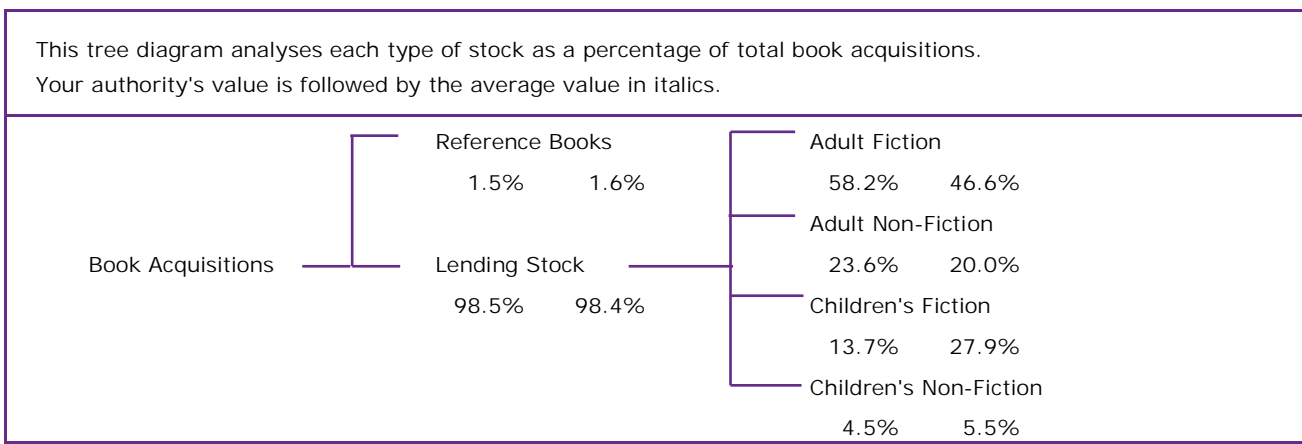 This tree diagram analyses each type of stock as a percentage of total book acquisitions.
Your authority's value is followed by the average value in italics.
Reference Books
1.5% 1.6%
Book Acquisitions
Lending Stock
98.5% 98.4%
Adult Fiction
58.2% 46.6%
Adult Non-Fiction
23.6% 20.0%
Children's Fiction
13.7% 27.9%
Children's Non-Fiction
4.5% 5.5%